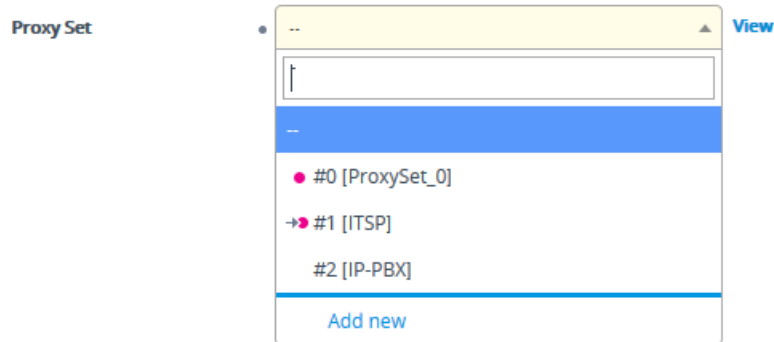 Proxy Set -- View
--
#0 [ProxySet_0]
#1 [ITSP]
#2 [IP-PBX]
Add new